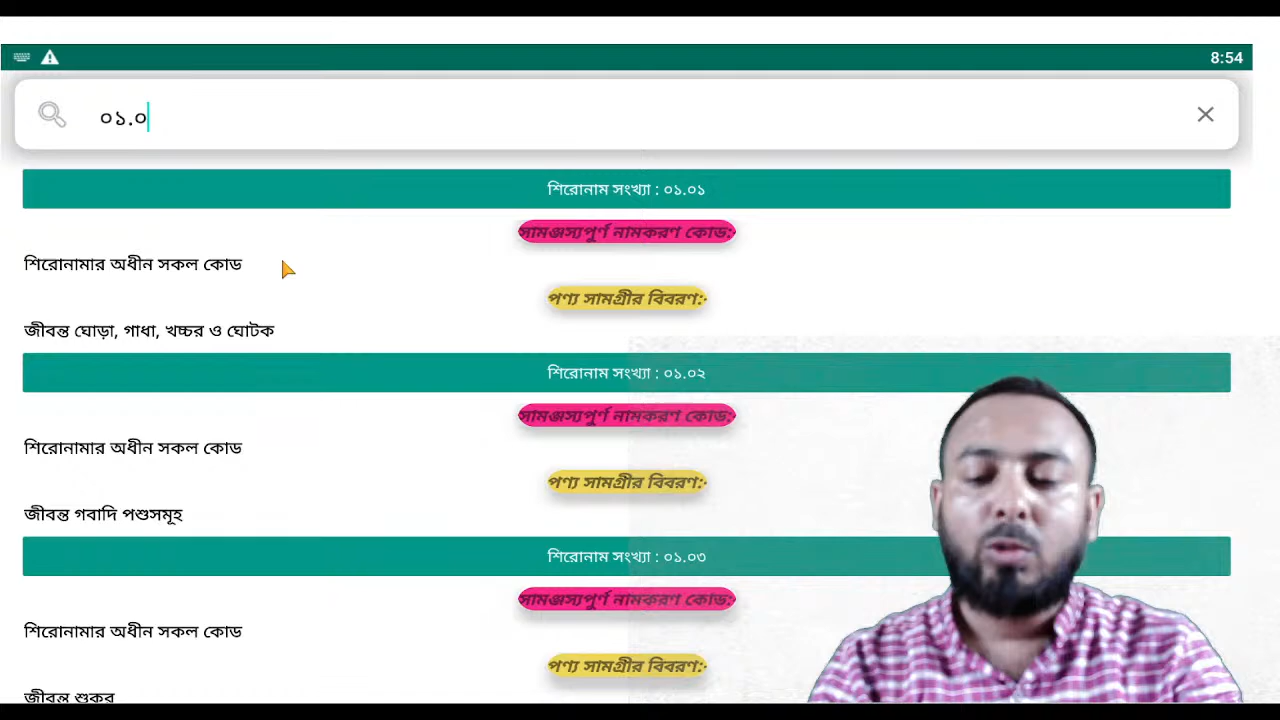 8:54
০১.০
শিরোনাম সংখ্যা : ০১.০১
সামঞ্জস্যপুর্ণ নামকরণ কোড:
শিরোনামার অধীন সকল কোড
পণ্য সামগ্রীর বিবরণ:
জীবন্ত ঘোড়া, গাধা, খচ্চর ও ঘোটক
শিরোনাম সংখ্যা : ০১.০২
সামঞ্জস্যপুর্ণ নামকরণ কোড:
শিরোনামার অধীন সকল কোড
পণ্য সামগ্রীর বিবরণ:
জীবন্ত গবাদি পশুসমূহ
শিরোনাম সংখ্যা : ০১.০৩
সামঞ্জস্যপুর্ণ নামকরণ কোড:
শিরোনামার অধীন সকল কোড
পণ্য সামগ্রীর বিবরণ:
জীবন্ত শুকর